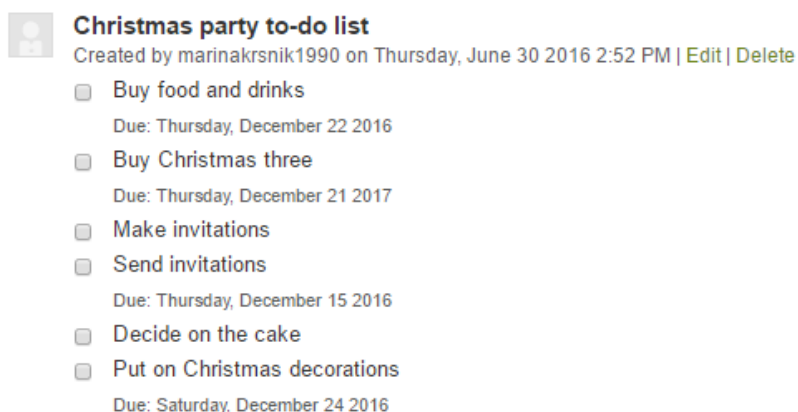 Christmas party to-do list
Created by marinakrsnik1990 on Thursday, June 30 2016 2:52 PM | Edit | Delete
Buy food and drinks
Due: Thursday, December 22 2016
Buy Christmas three
Due: Thursday, December 21 2017
Make invitations
Send invitations
Due: Thursday, December 15 2016
Decide on the cake
Put on Christmas decorations
Due: Saturday, December 24 2016